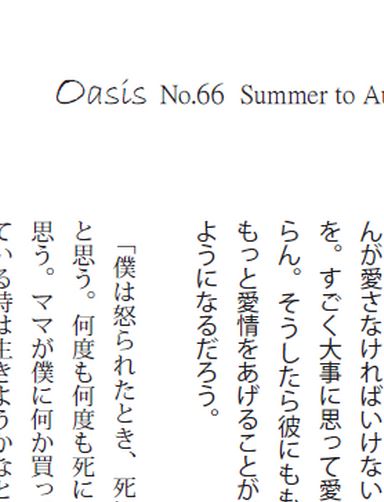 Oasis No.66 Summer to Au
んが愛さなければいけない
を。すごく大事に思って愛
らん。そうしたら彼にもも
もっと愛情をあげることが
ようになるだろう。
「僕は怒られたとき、死
と思う。何度も何度も死に
思う。ママが僕に何か買っ
ている時は生きようかなと